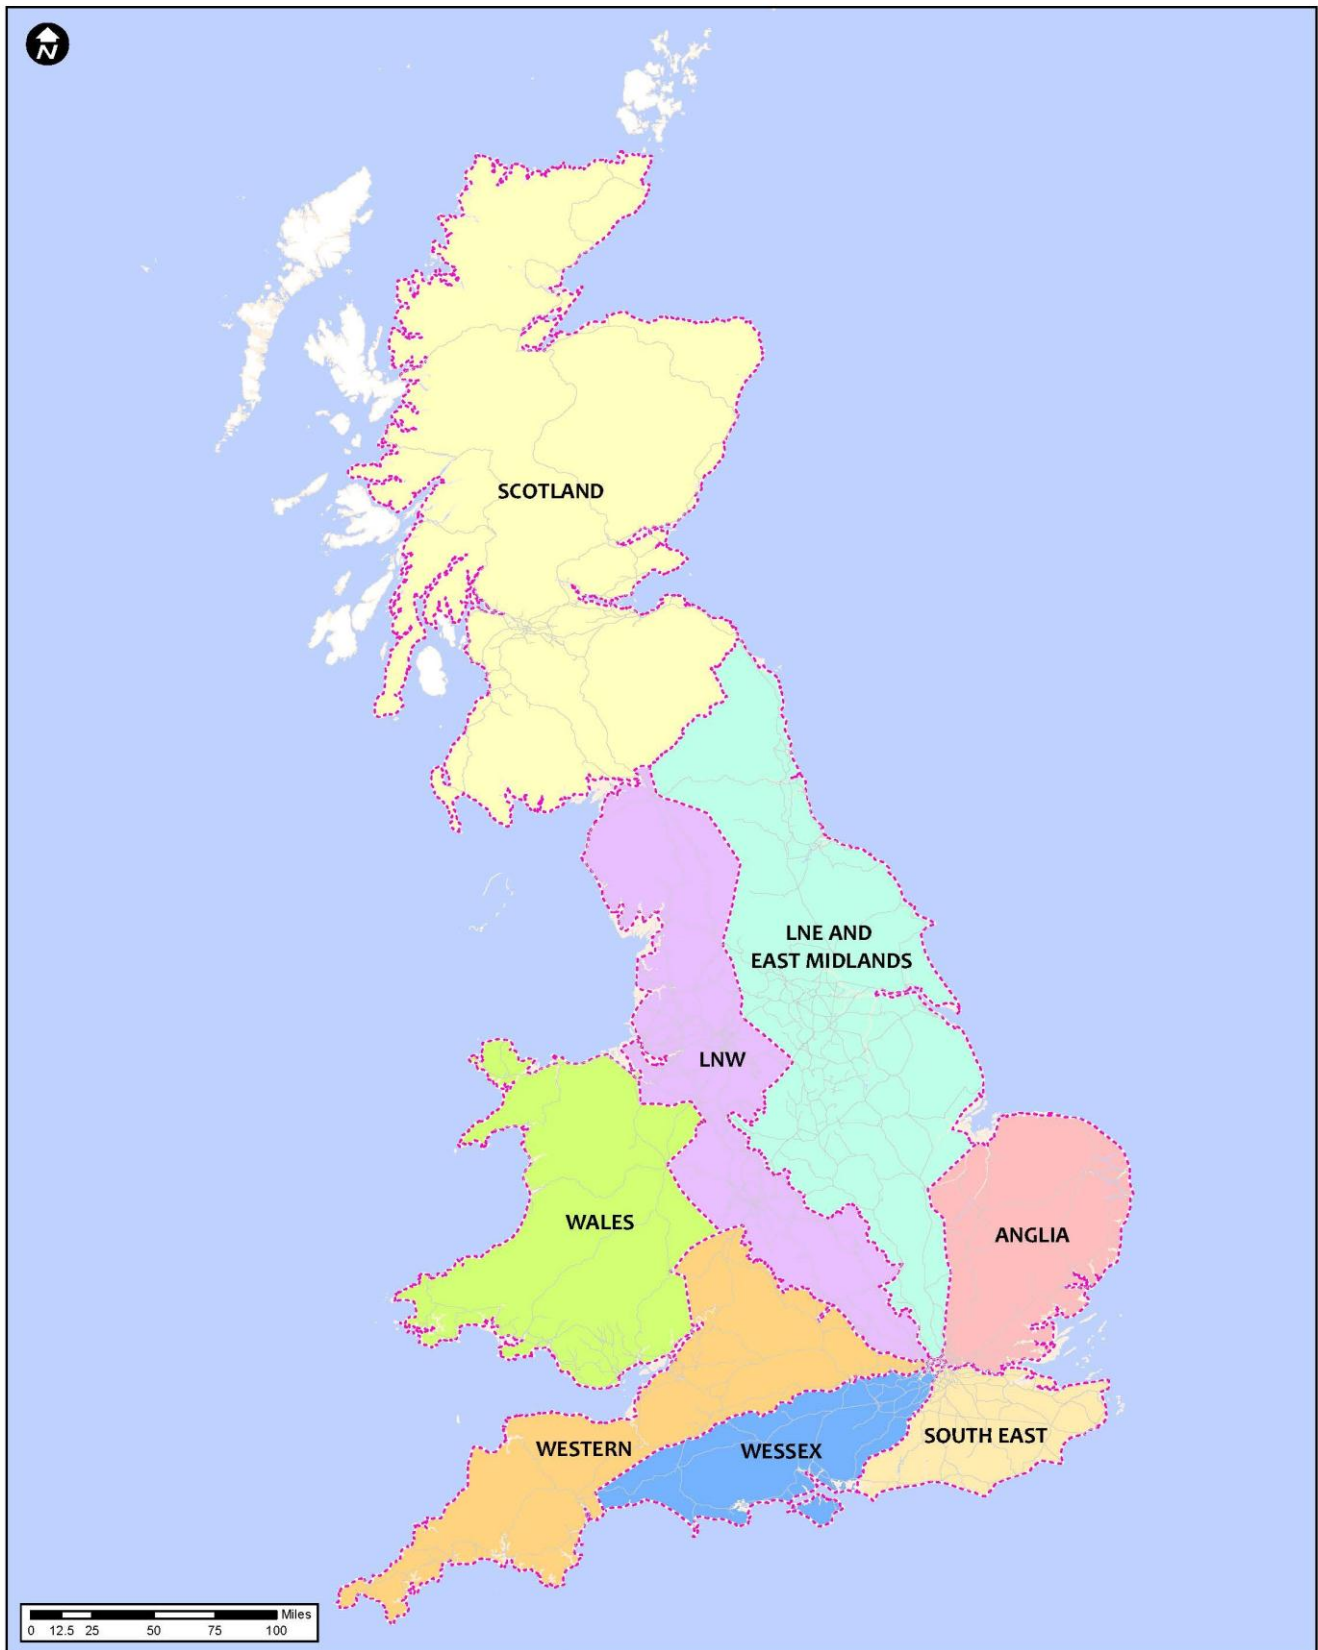 N
SCOTLAND
LNE AND
EAST MIDLANDS
LNW
WALES
ANGLIA
WESTERN
WESSEX
SOUTH EAST
Miles
0 12.5 25 50 75 100